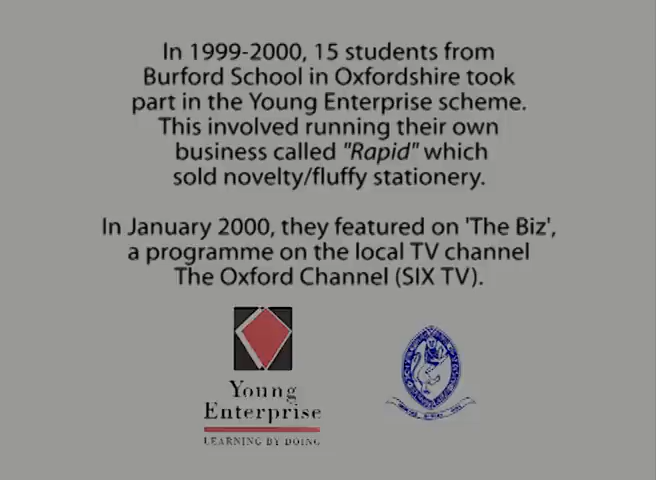 In 1999-2000, 15 students from
Burford School in Oxfordshire took
part in the Young Enterprise scheme.
This involved running their own
business called "Rapid" which
sold novelty/fluffy stationery.
In January 2000, they featured on 'The Biz',
a programme on the local TV channel
The Oxford Channel (SIX TV).
Young
Enterprise
LEARNING BY DOING